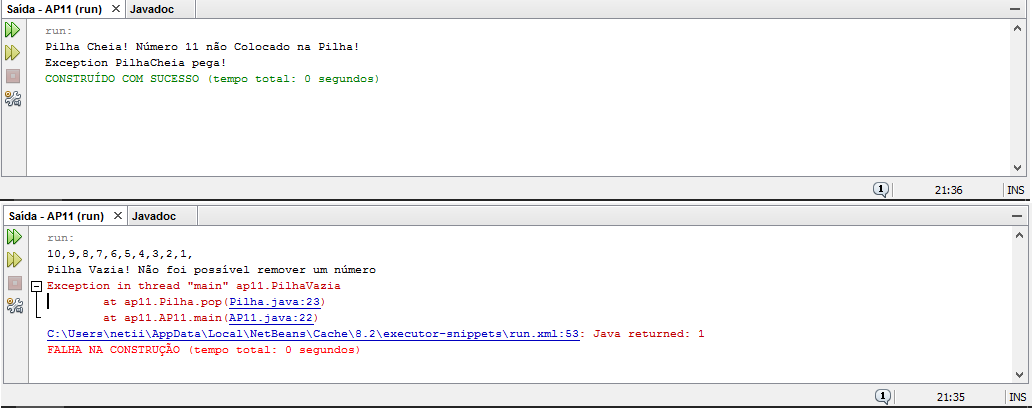 Saída - AP11 (run) × Javadoc
run:
Pilha Cheia! Número 11 não Colocado na Pilha!
Exception PilhaCheia pega!
CONSTRUÍDO COM SUCESSO (tempo total: 0 segundos)
1 21:36 INS
Saída - AP11 (run) × Javadoc
run:
10,9,8,7,6,5,4,3,2,1,
Pilha Vazia! Não foi possível remover um número
Exception in thread "main" ap11.PilhaVazia
at ap11.Pilha.pop(Pilha.java:23)
at ap11.AP11.main(AP11.java:22)
C:\Users\netii\AppData\Local\NetBeans\Cache\8.2\executor-snippets\run.xml:53: Java returned: 1
FALHA NA CONSTRUÇÃO (tempo total: 0 segundos)
1 21:35 INS